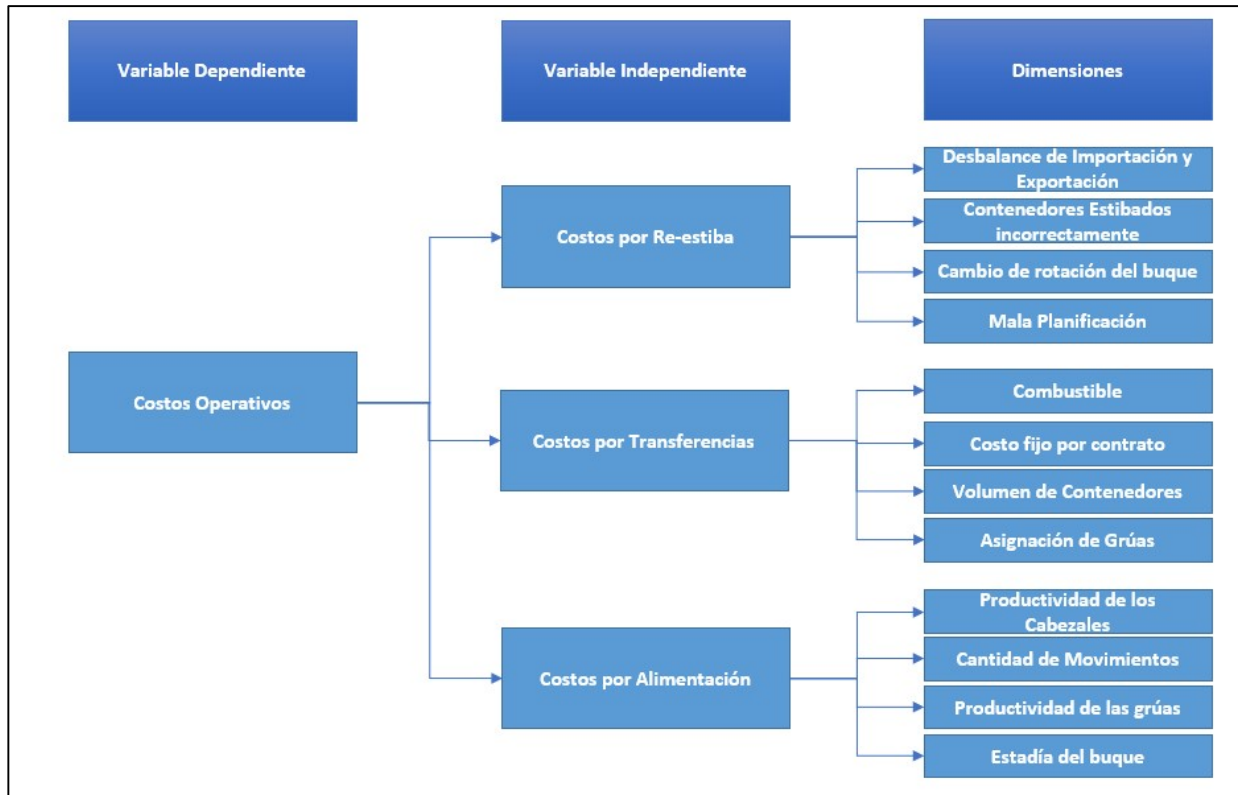 Variable Dependiente
Variable Independiente
Dimensiones
Costos Operativos
Costos por Re-estiba
Desbalance de Importación y
Exportación
Contenedores Estibados
incorrectamente
Cambio de rotación del buque
Mala Planificación
Costos por Transferencias
Combustible
Costo fijo por contrato
Volumen de Contenedores
Asignación de Grúas
Costos por Alimentación
Productividad de los
Cabezales
Cantidad de Movimientos
Productividad de las grúas
Estadía del buque